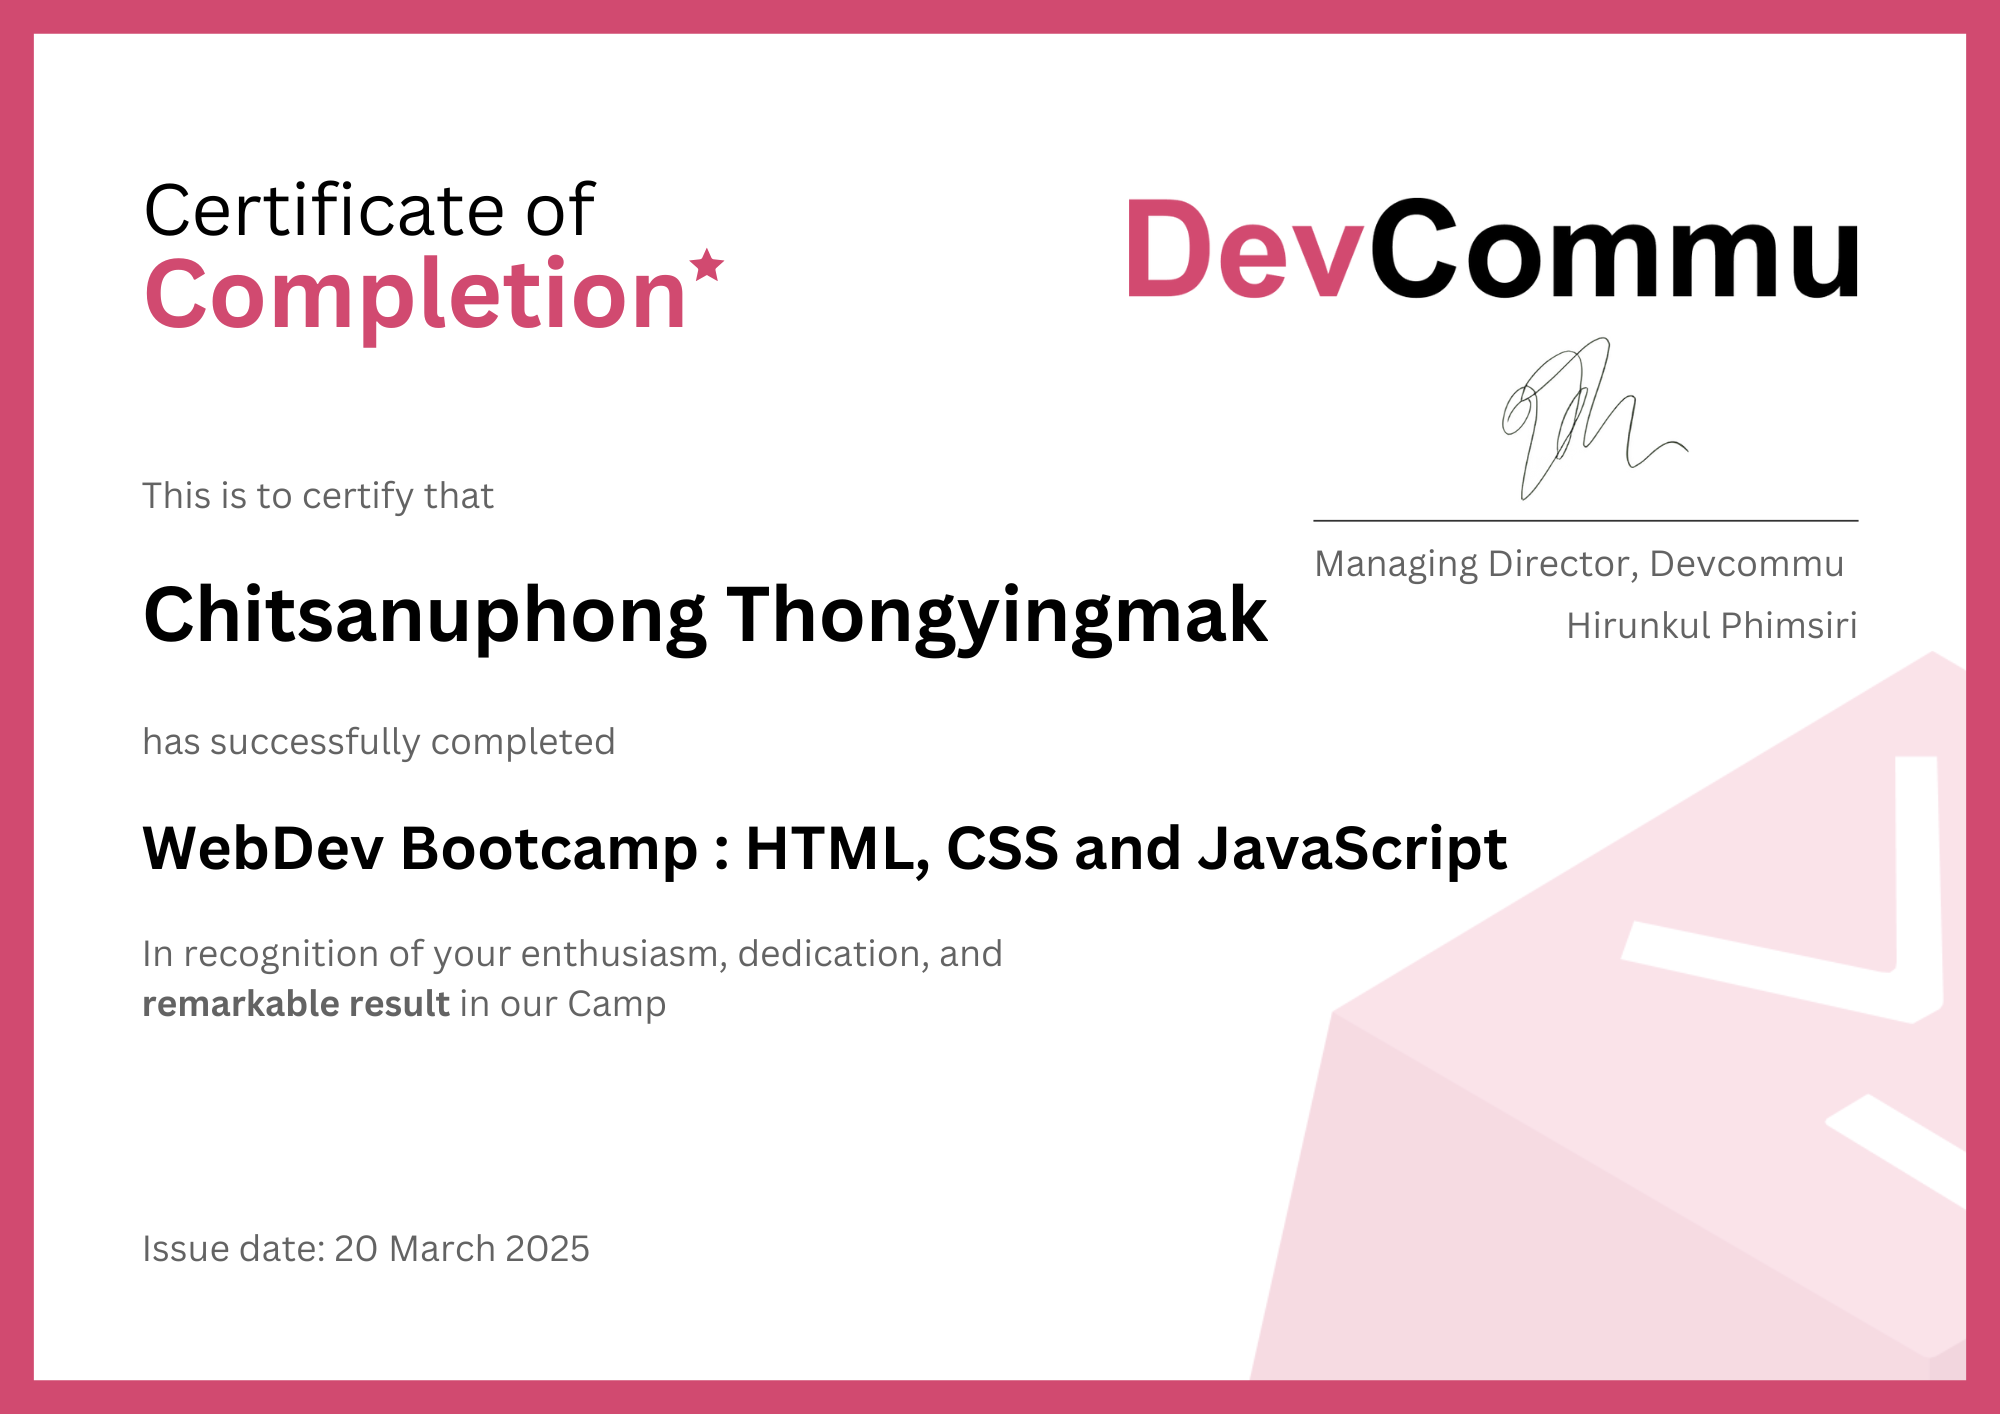 Certificate of
Completion
DevCommu
This is to certify that
Managing Director, Devcommu
Chitsanuphong Thongyingmak
Hirunkul Phimsiri
has successfully completed
WebDev Bootcamp : HTML, CSS and JavaScript
In recognition of your enthusiasm, dedication, and
remarkable result in our Camp
Issue date: 20 March 2025